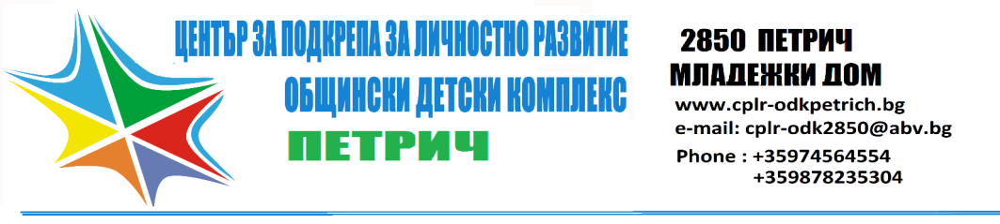 ЦЕНТЪР ЗА ПОДКРЕПА ЗА ЛИЧНОСТНО РАЗВИТИЕ
ОБЩИНСКИ ДЕТСКИ КОМПЛЕКС
ПЕТРИЧ
2850 ПЕТРИЧ
МЛАДЕЖКИ ДОМ
www.cplr-odkpetrich.bg
e-mail: cplr-odk2850@abv.bg
Phone : +35974564554
+359878235304